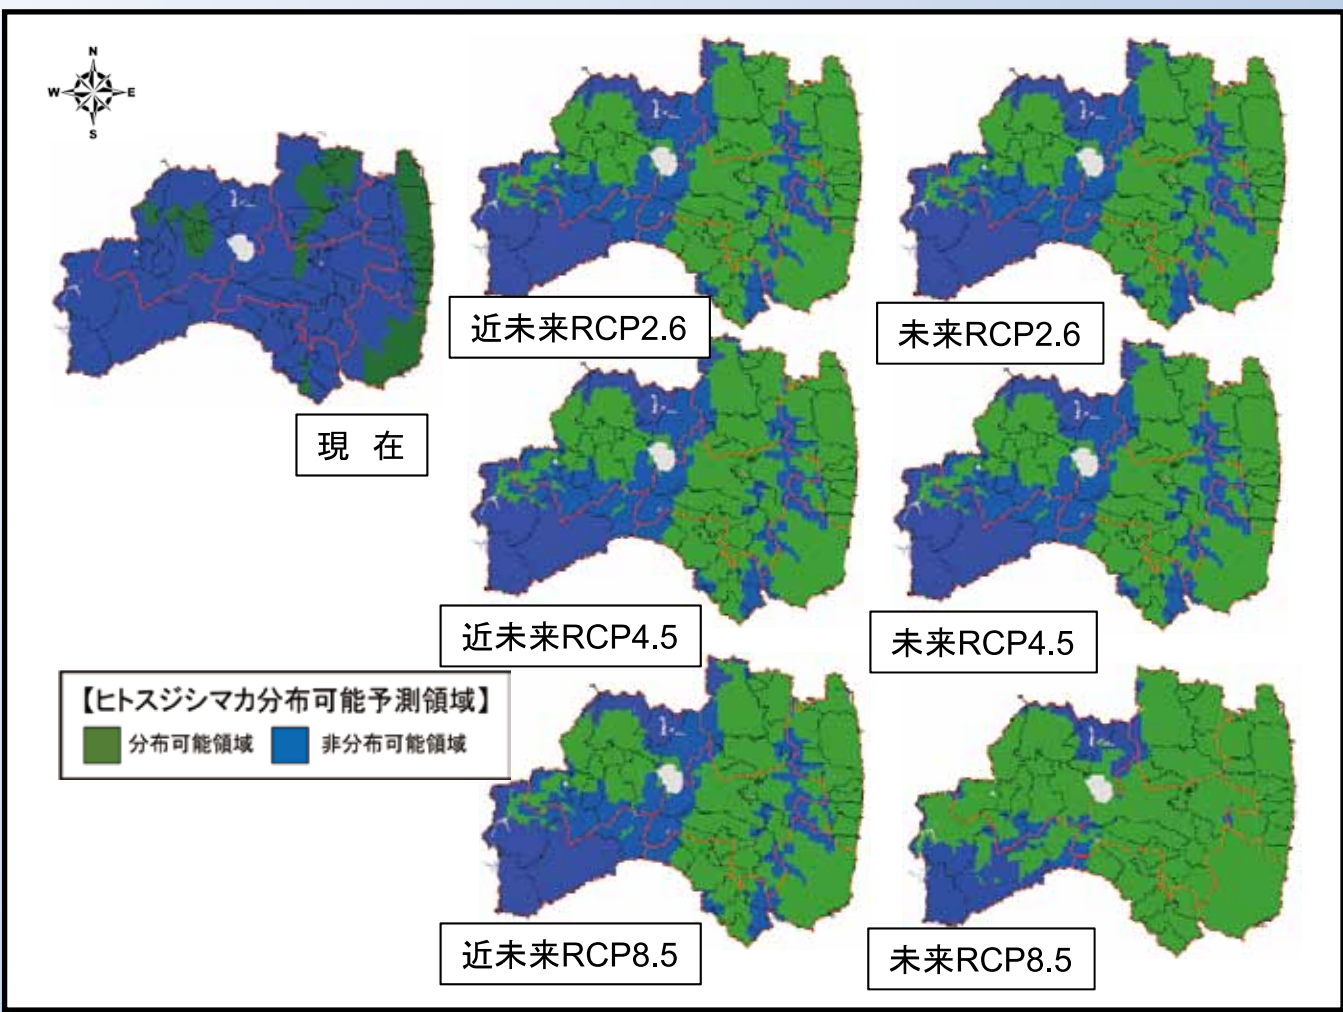 N
W E
S
現 在
近未来RCP2.6
未来RCP2.6
近未来RCP4.5
未来RCP4.5
【ヒトスジシマカ分布可能予測領域】
分布可能領域 非分布可能領域
近未来RCP8.5
未来RCP8.5